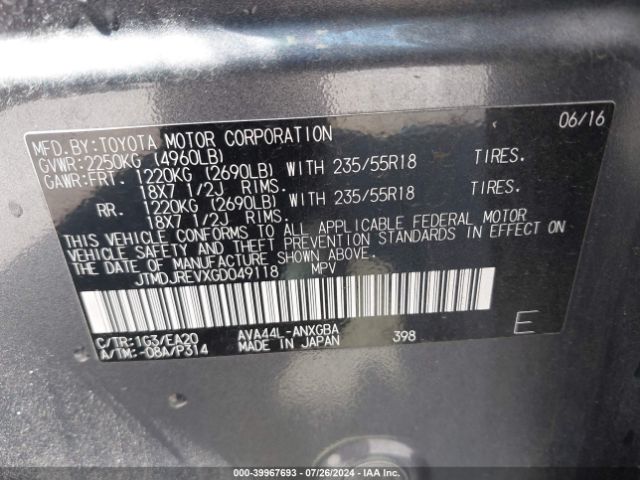 MFD.BY:TOYOTA MOTOR CORPORATION 06/16
GVWR:2250KG (4960LB)
GAWR:FRT. 1220KG (2690LB) WITH 235/55R18 TIRES.
18X7 1/2J RIMS.
RR. 1220KG (2690LB) WITH 235/55R18 TIRES.
18X7 1/2J RIMS.
THIS VEHICLE CONFORMS TO ALL APPLICABLE FEDERAL MOTOR
VEHICLE SAFETY AND THEFT PREVENTION STANDARDS IN EFFECT ON
THE DATE OF MANUFACTURE SHOWN ABOVE.
JTMDJREVXGD049118 MPV
C/TR:1G3/EA20 AVA44L-ANXGBA 398 E
A/TM:-08A/P314 MADE IN JAPAN
000-39967693 - 07/26/2024 - IAA Inc.